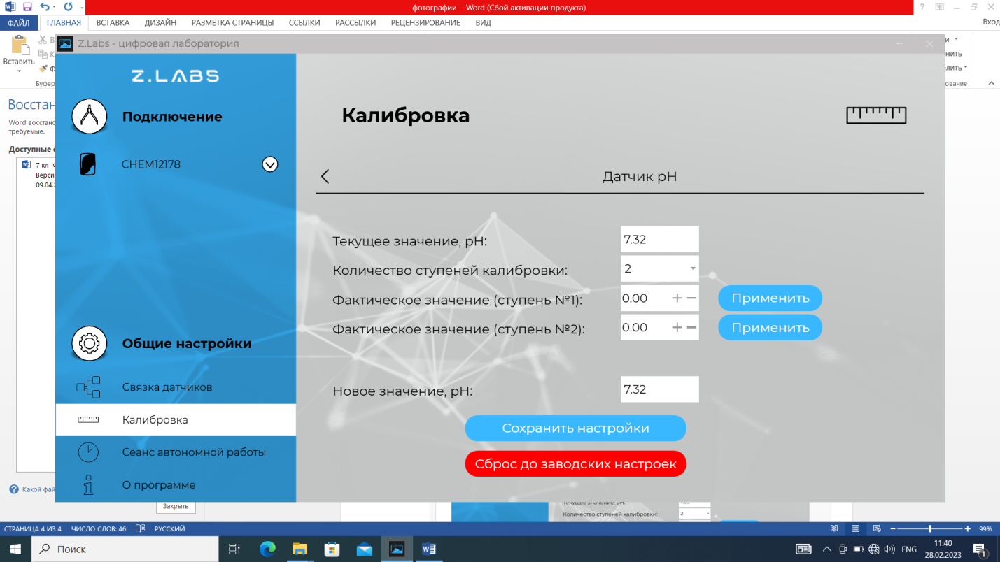 фотографии - Word (Сбой активации продукта)
ФАЙЛ ГЛАВНАЯ ВСТАВКА ДИЗАЙН РАЗМЕТКА СТРАНИЦЫ ССЫЛКИ РАССЫЛКИ РЕЦЕНЗИРОВАНИЕ ВИД Вход
Вставить
Z.Labs - цифровая лаборатория
Z.LABS
Подключение
CHEM12178
Общие настройки
Связка датчиков
Калибровка
Сеанс автономной работы
О программе
Калибровка
Датчик pH
Текущее значение, pH: 7.32
Количество ступеней калибровки: 2
Фактическое значение (ступень №1): 0.00 + − Применить
Фактическое значение (ступень №2): 0.00 + − Применить
Новое значение, pH: 7.32
Сохранить настройки
Сброс до заводских настроек
Восстан
Word восстано
требуемые.
Доступные
7 кл
Верси
09.04.2
Какой фай
Закрыть
Текущее значение, pH:
Количество ступеней калибровки: 2
СТРАНИЦА 4 ИЗ 4 ЧИСЛО СЛОВ: 46 РУССКИЙ 99%
Поиск
ENG
11:40
28.02.2023
1